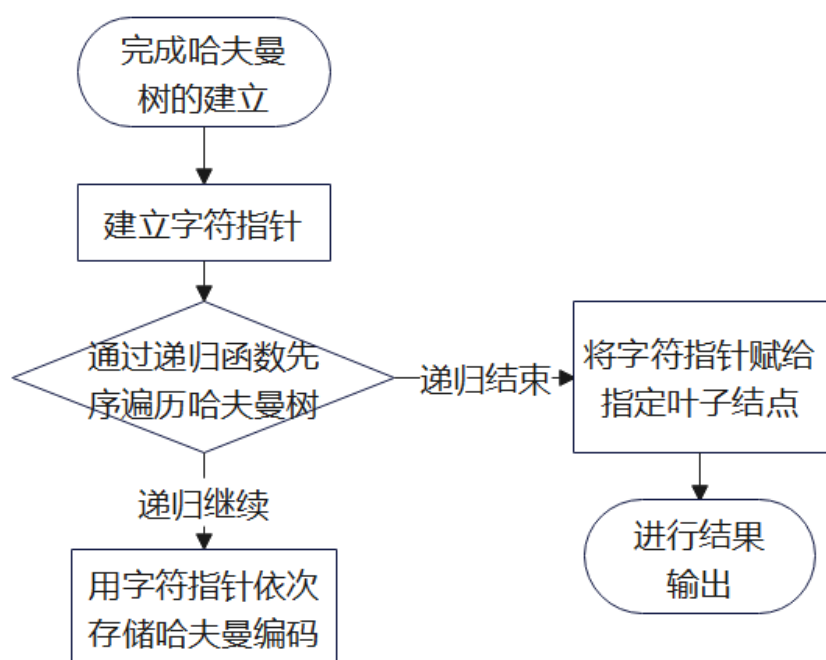 完成哈夫曼
树的建立
建立字符指针
通过递归函数先
序遍历哈夫曼树
递归结束
将字符指针赋给
指定叶子结点
递归继续
进行结果
输出
用字符指针依次
存储哈夫曼编码